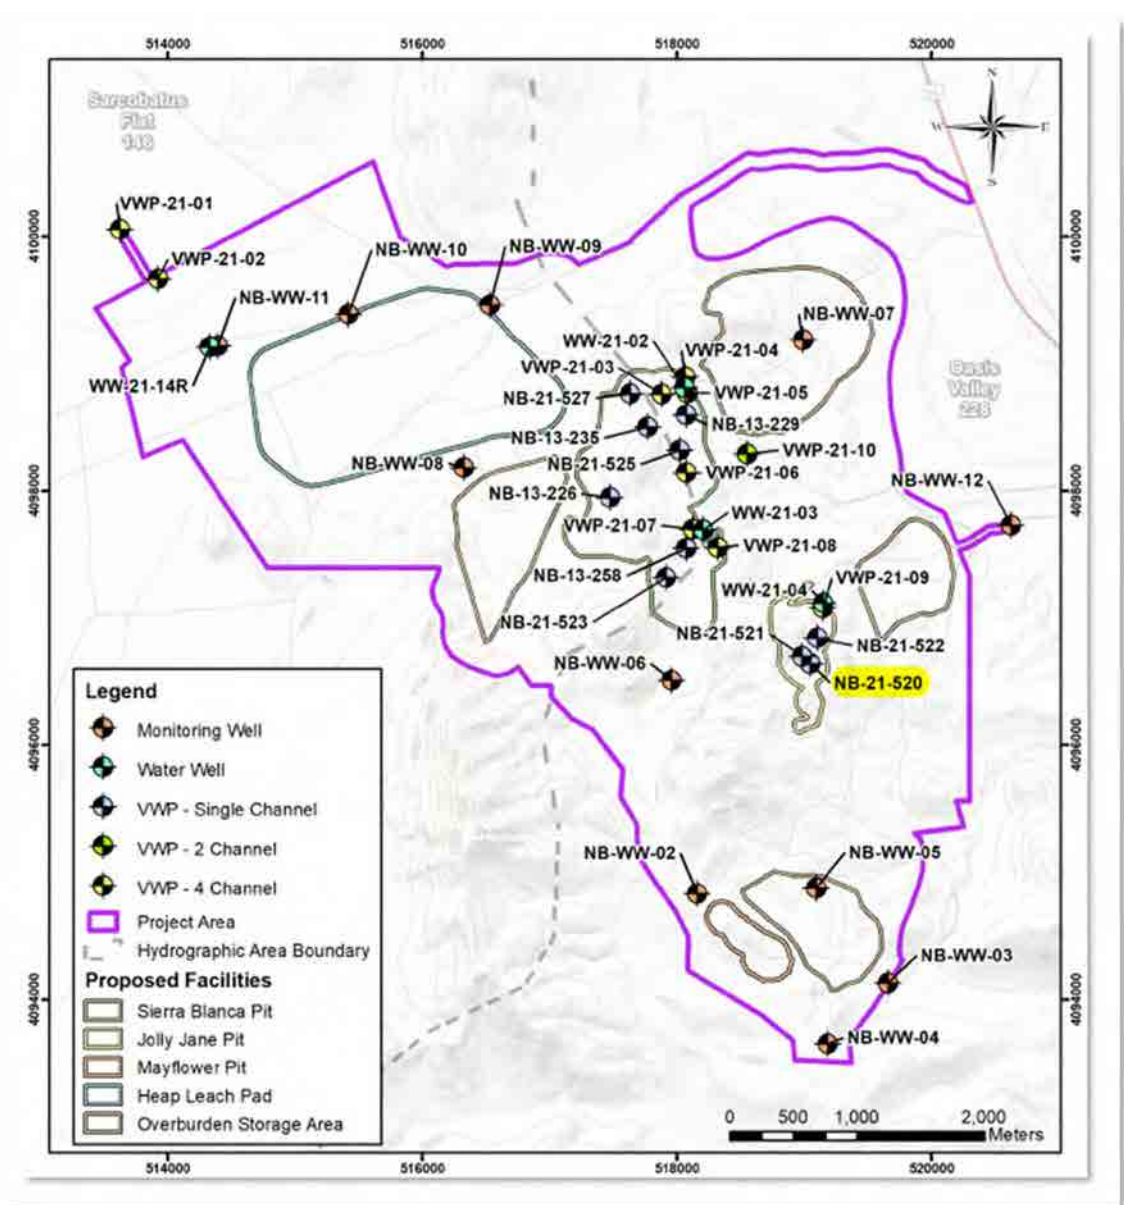 514000 516000 518000 520000
Sarcobatus
Flat
146
N
W E
S
VWP-21-01
4100000 4100000
VWP-21-02
NB-WW-10
NB-WW-09
NB-WW-11
NB-WW-07
WW-21-02
VWP-21-04
VWP-21-03
WW-21-14R
NB-21-527
VWP-21-05
Oasis
Valley
228
NB-13-229
NB-13-235
VWP-21-10
NB-WW-08
NB-21-525
VWP-21-06
NB-WW-12
4098000 4098000
NB-13-226
WW-21-03
VWP-21-07
VWP-21-08
NB-13-258
VWP-21-09
WW-21-04
NB-21-523
NB-21-521
NB-21-522
NB-WW-06
NB-21-520
4096000 4096000
NB-WW-02
NB-WW-05
NB-WW-03
4094000 4094000
NB-WW-04
Legend
Monitoring Well
Water Well
VWP - Single Channel
VWP - 2 Channel
VWP - 4 Channel
Project Area
Hydrographic Area Boundary
Proposed Facilities
Sierra Blanca Pit
Jolly Jane Pit
Mayflower Pit
Heap Leach Pad
Overburden Storage Area
0 500 1,000 2,000
Meters
514000 516000 518000 520000